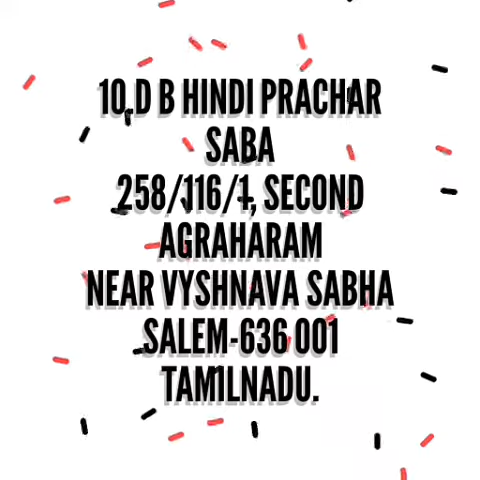 10,D B HINDI PRACHAR
SABA
258/116/1, SECOND
AGRAHARAM
NEAR VYSHNAVA SABHA
SALEM-636 001
TAMILNADU.